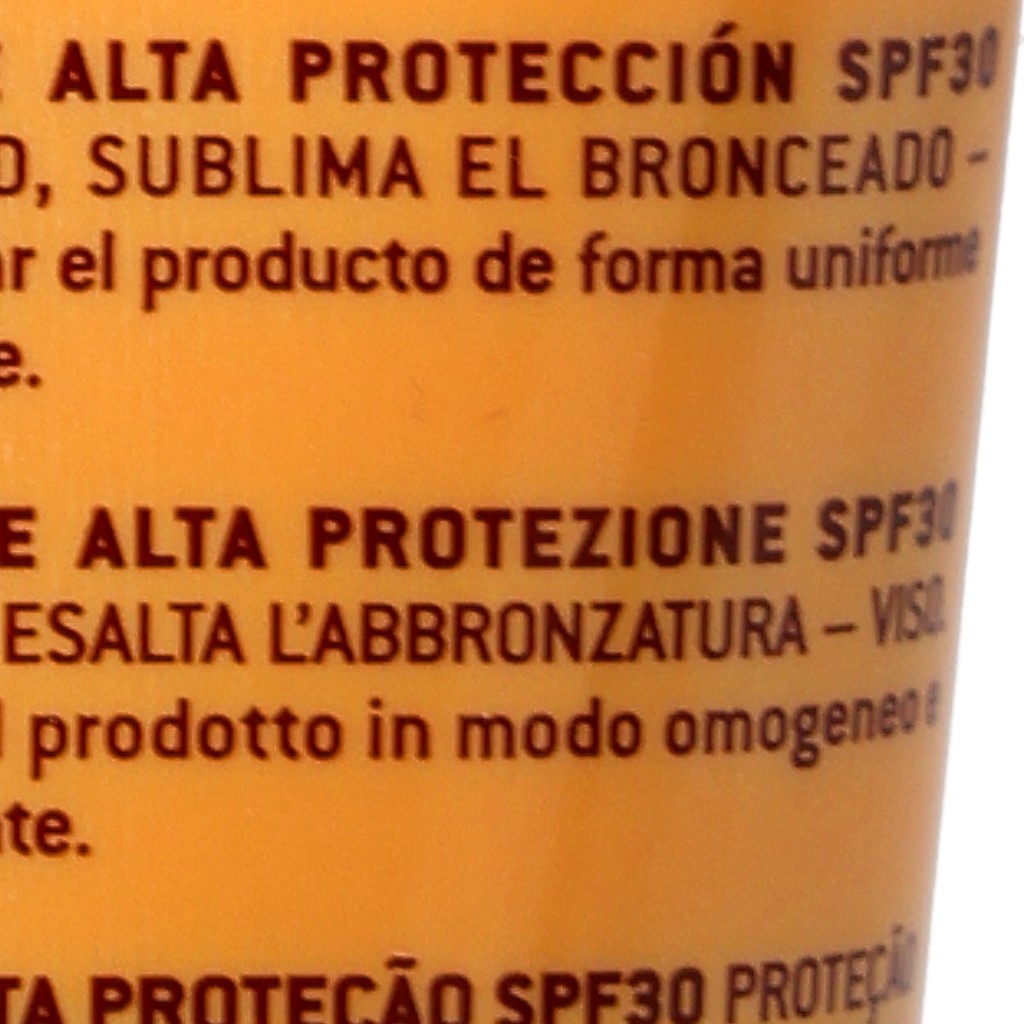 E ALTA PROTECCIÓN SPF30
O, SUBLIMA EL BRONCEADO –
ar el producto de forma uniforme
e.
E ALTA PROTEZIONE SPF30
ESALTA L’ABBRONZATURA – VISO,
l prodotto in modo omogeneo e
te.
TA PROTEÇÃO SPF30 PROTEÇÃO